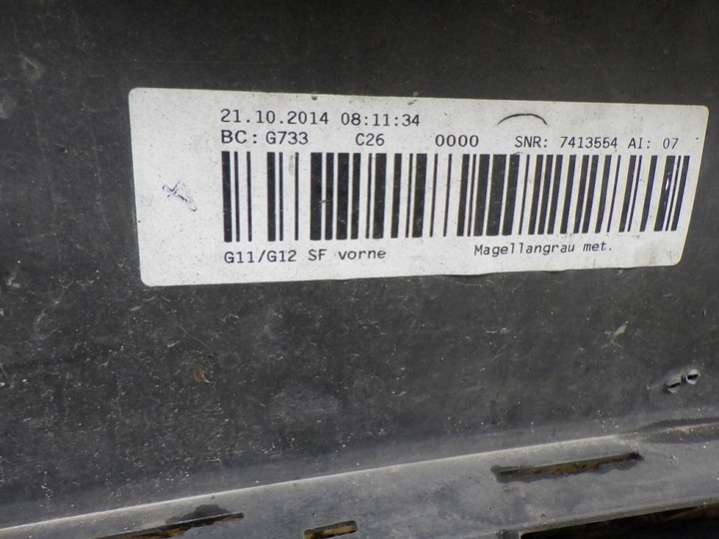 21.10.2014 08:11:34
BC: G733 C26 0000 SNR: 7413554 AI: 07
G11/G12 SF vorne Magellangrau met.